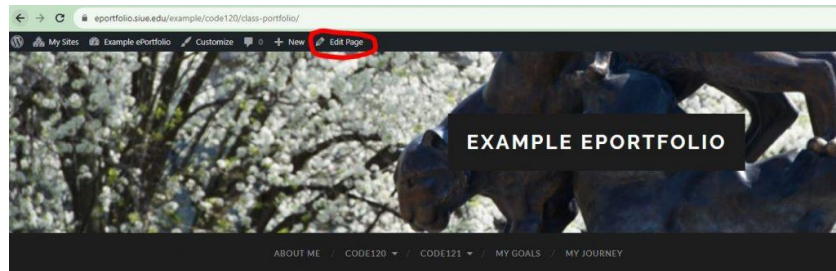 eportfolio.siue.edu/example/code120/class-portfolio/
My Sites Example ePortfolio Customize 0 + New Edit Page
EXAMPLE EPORTFOLIO
ABOUT ME / CODE120 / CODE121 / MY GOALS / MY JOURNEY